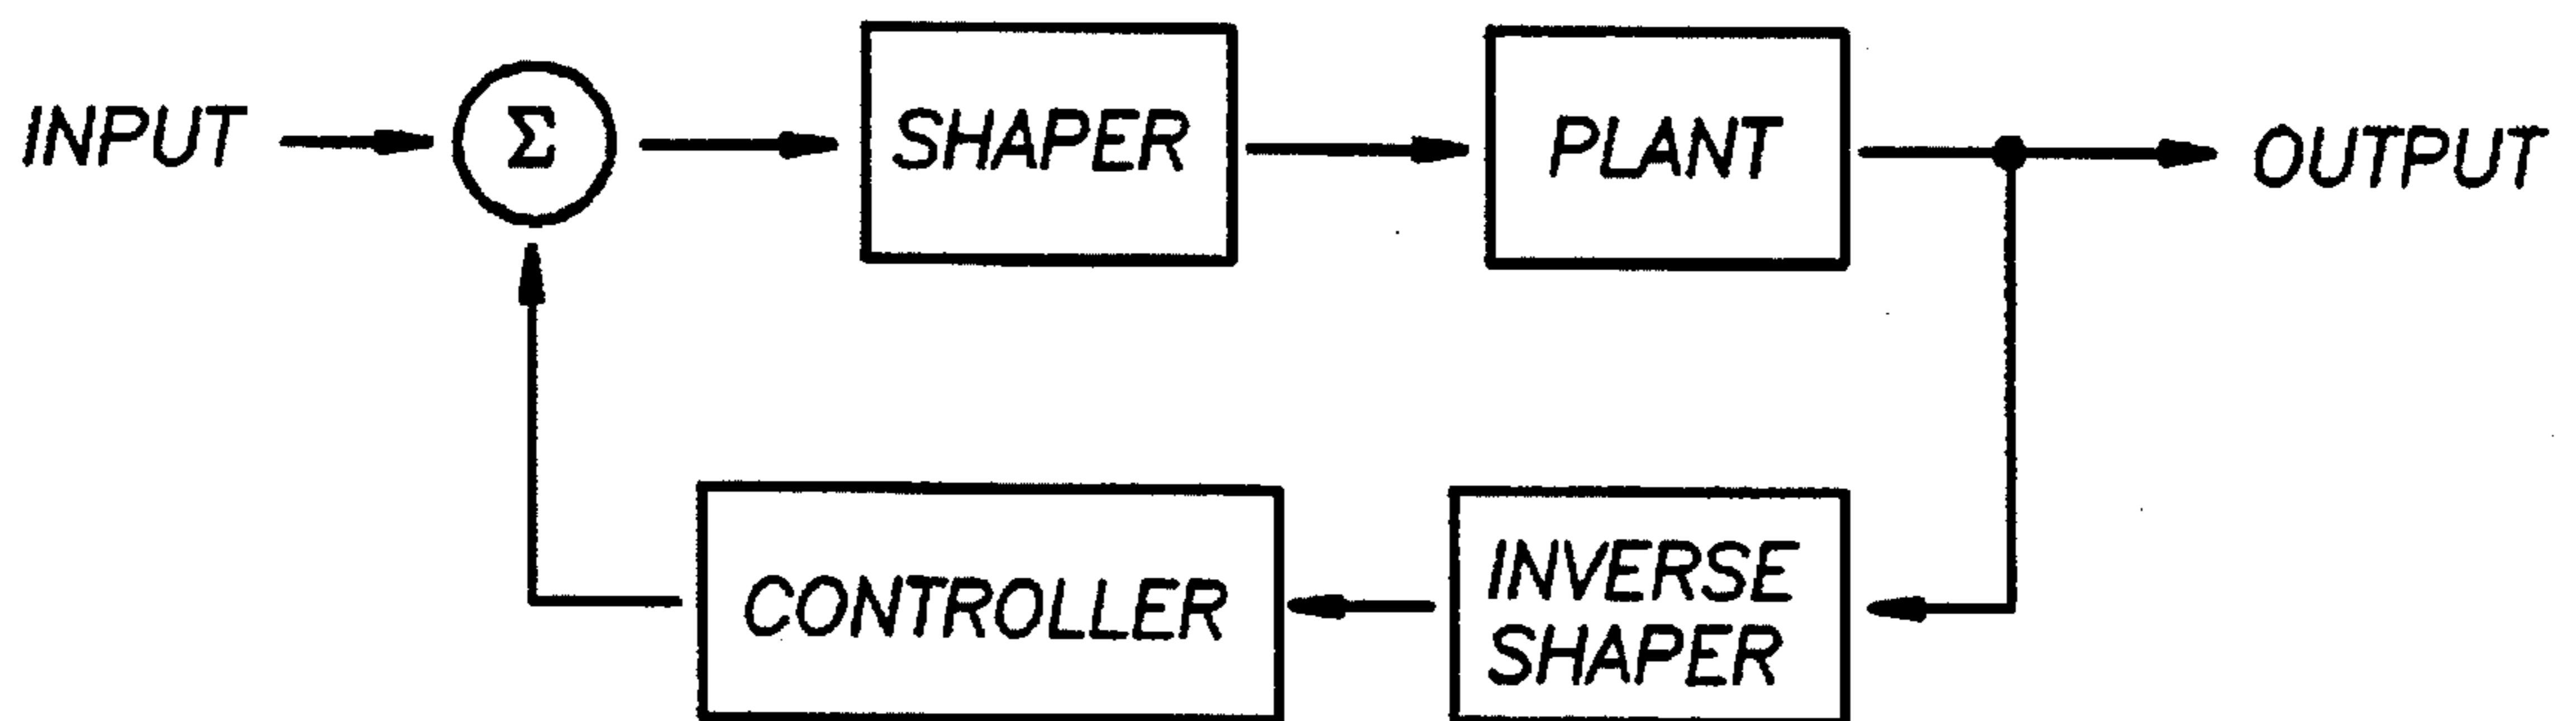 INPUT
Σ
SHAPER
PLANT
OUTPUT
CONTROLLER
INVERSE
SHAPER